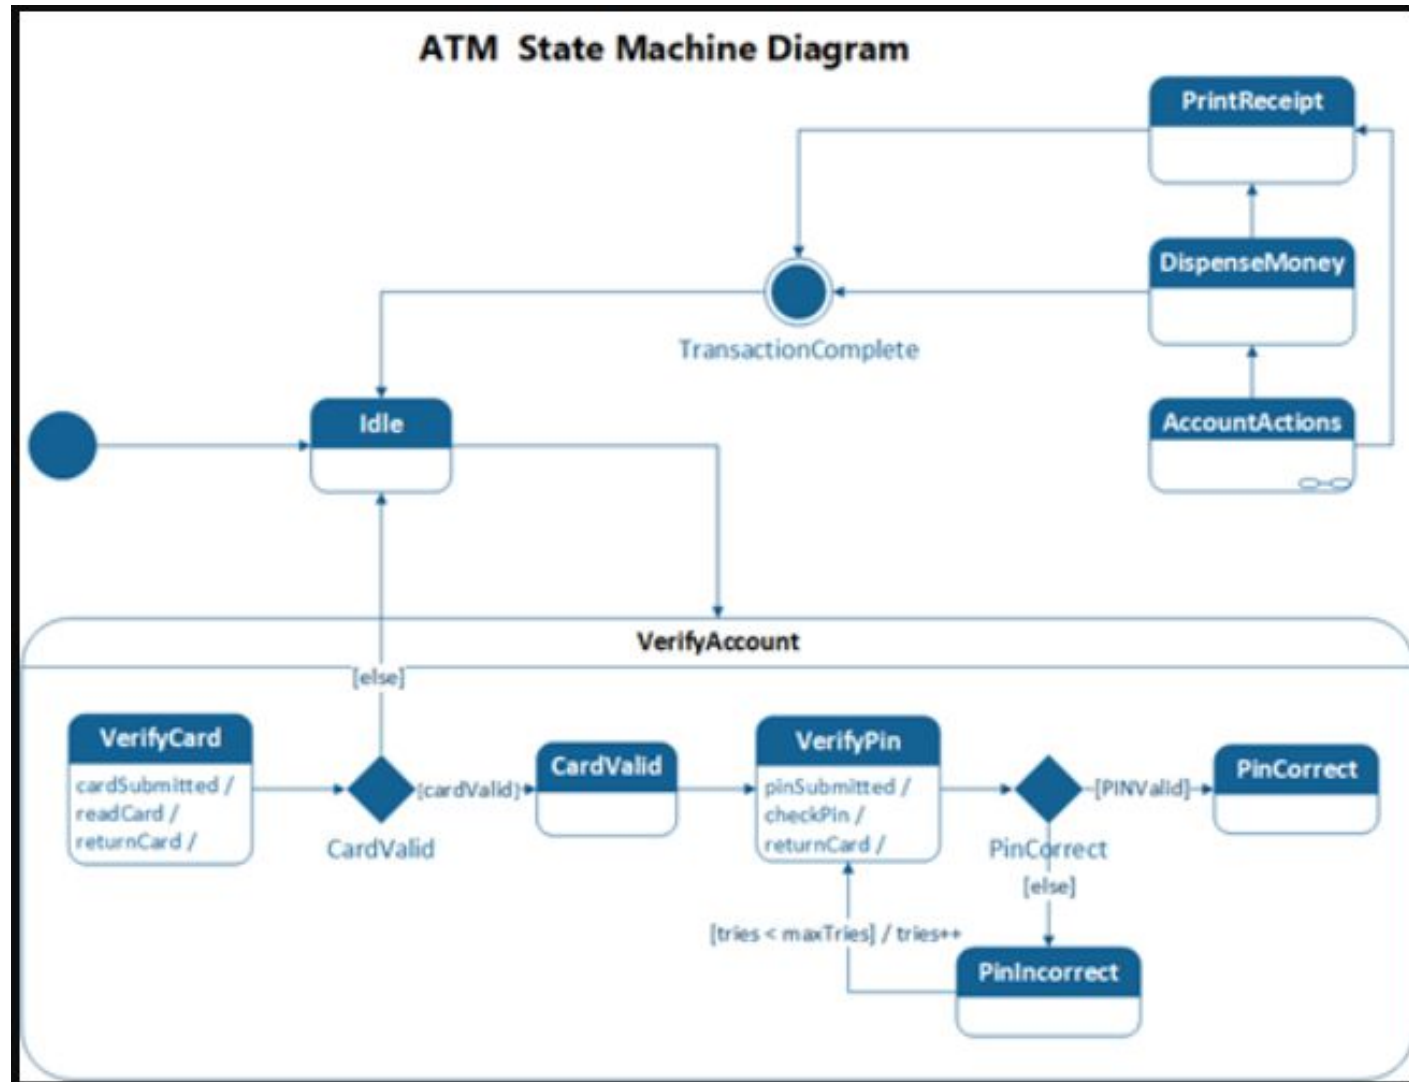 ATM State Machine Diagram
PrintReceipt
DispenseMoney
TransactionComplete
Idle
AccountActions
VerifyAccount
[else]
VerifyCard
cardSubmitted /
readCard /
returnCard /
CardValid
[cardValid]
CardValid
VerifyPin
pinSubmitted /
checkPin /
returnCard /
PinCorrect
[PINValid]
PinCorrect
[else]
[tries < maxTries] / tries++
PinIncorrect